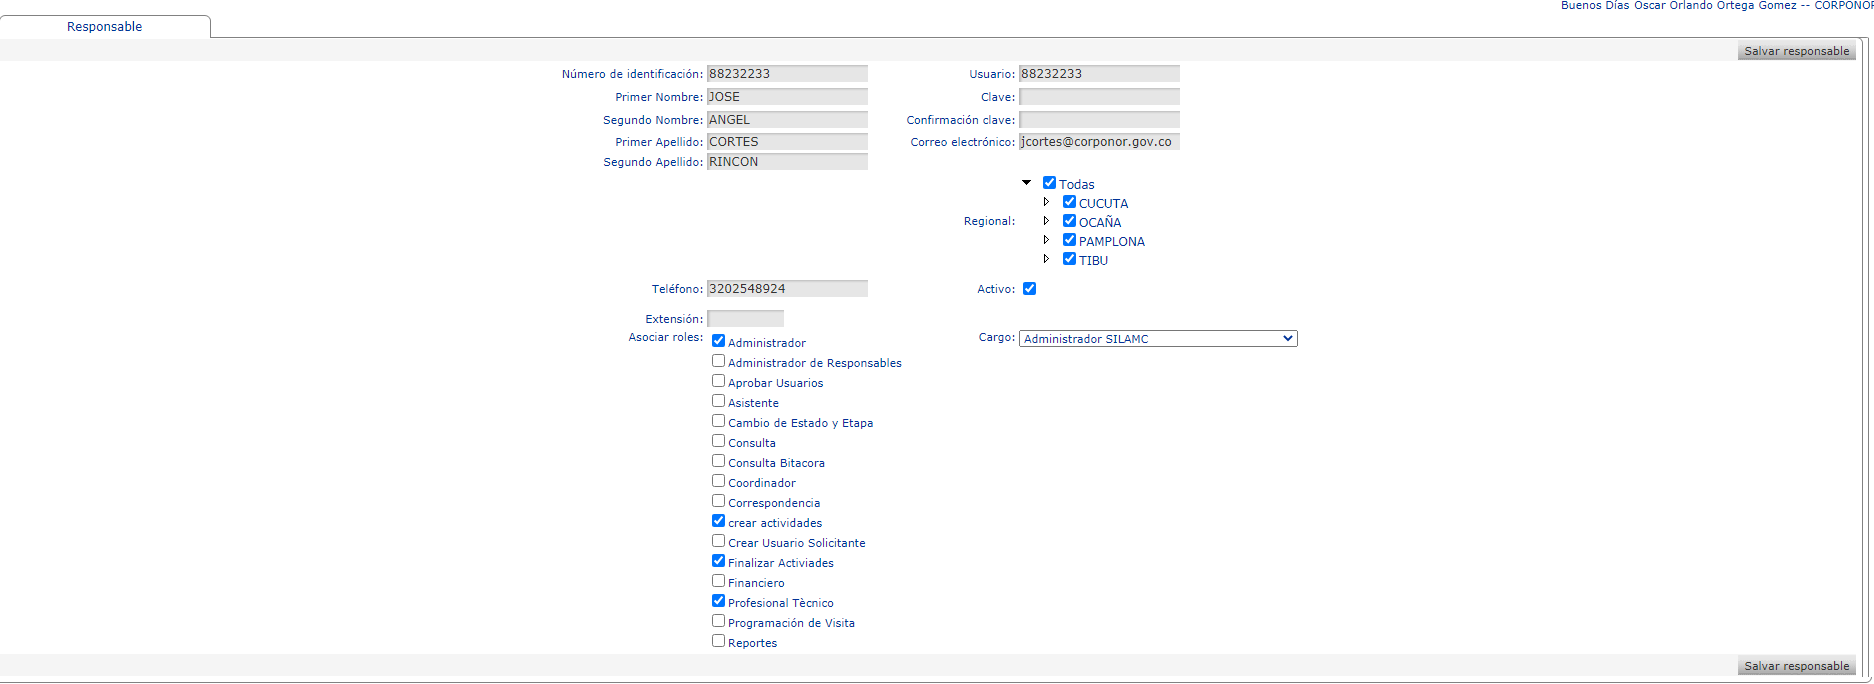 Buenos Días Oscar Orlando Ortega Gomez -- CORPONOR
Responsable
Salvar responsable
Número de identificación: 88232233 Usuario: 88232233
Primer Nombre: JOSE Clave:
Segundo Nombre: ANGEL Confirmación clave:
Primer Apellido: CORTES Correo electrónico: jcortes@corponor.gov.co
Segundo Apellido: RINCON
Todas
CUCUTA
Regional: OCAÑA
PAMPLONA
TIBU
Teléfono: 3202548924 Activo:
Extensión:
Asociar roles: Administrador Cargo: Administrador SILAMC
Administrador de Responsables
Aprobar Usuarios
Asistente
Cambio de Estado y Etapa
Consulta
Consulta Bitacora
Coordinador
Correspondencia
crear actividades
Crear Usuario Solicitante
Finalizar Activiades
Financiero
Profesional Tècnico
Programación de Visita
Reportes
Salvar responsable